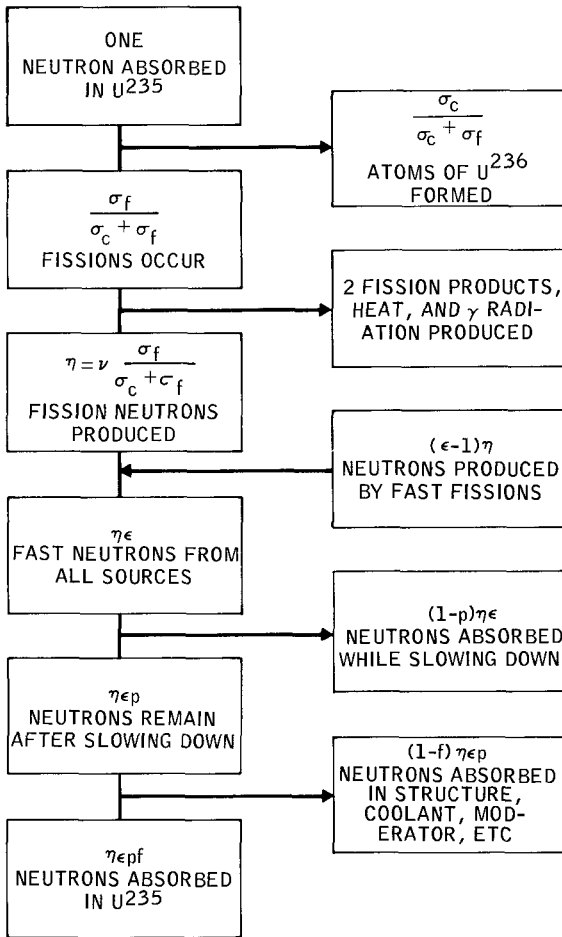 ONE
NEUTRON ABSORBED
IN U²³⁵
σc
σc + σf
ATOMS OF U²³⁶
FORMED
σf
σc + σf
FISSIONS OCCUR
2 FISSION PRODUCTS,
HEAT, AND γ RADI-
ATION PRODUCED
η = ν σf
σc + σf
FISSION NEUTRONS
PRODUCED
(ϵ-1)η
NEUTRONS PRODUCED
BY FAST FISSIONS
ηϵ
FAST NEUTRONS FROM
ALL SOURCES
(1-p)ηϵ
NEUTRONS ABSORBED
WHILE SLOWING DOWN
ηϵp
NEUTRONS REMAIN
AFTER SLOWING DOWN
(1-f)ηϵp
NEUTRONS ABSORBED
IN STRUCTURE,
COOLANT, MOD-
ERATOR, ETC
ηϵpf
NEUTRONS ABSORBED
IN U²³⁵